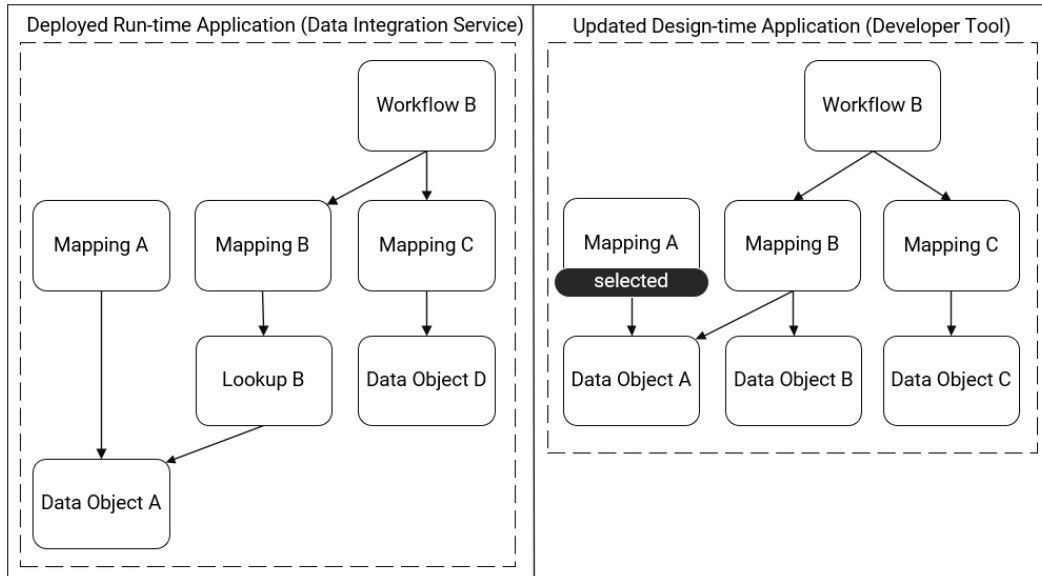 Deployed Run-time Application (Data Integration Service)
Workflow B
Mapping A
Mapping B
Mapping C
Lookup B
Data Object D
Data Object A
Updated Design-time Application (Developer Tool)
Workflow B
Mapping A
selected
Mapping B
Mapping C
Data Object A
Data Object B
Data Object C